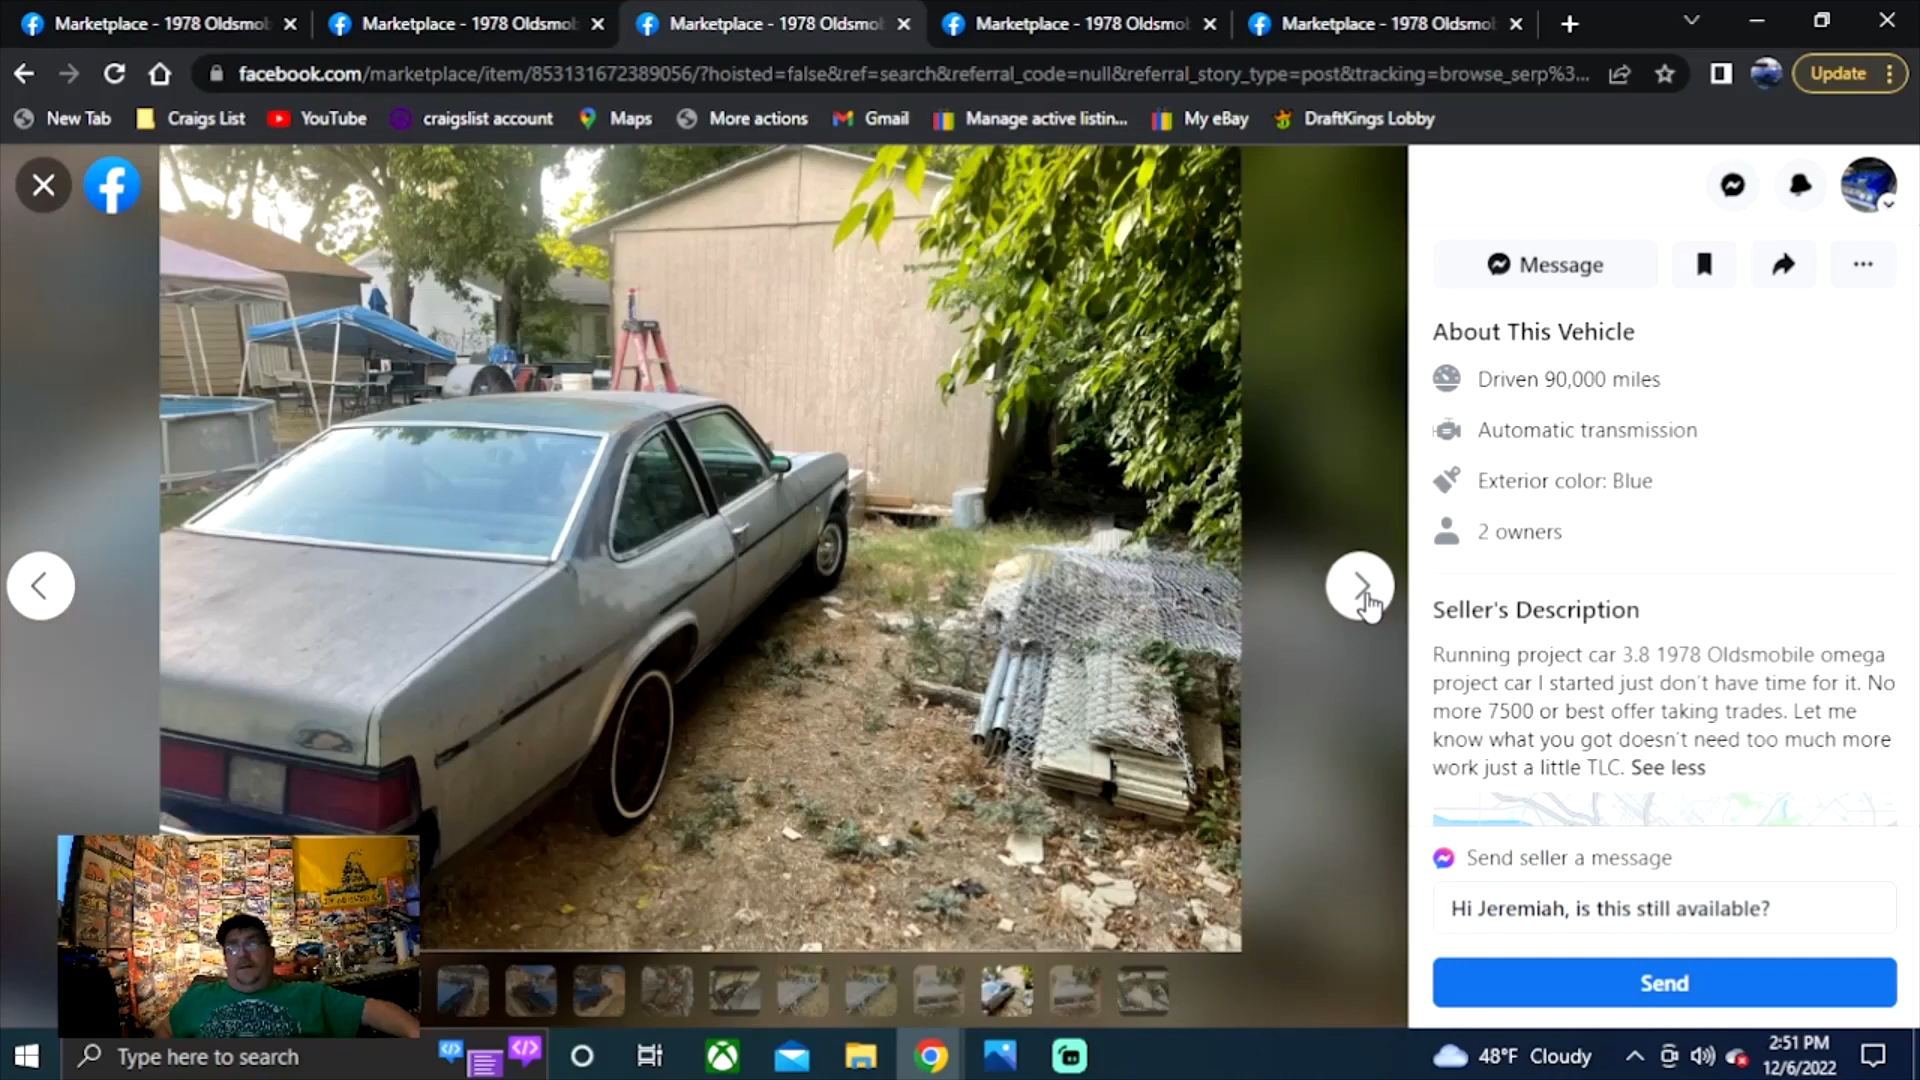 Marketplace - 1978 Oldsmob
Marketplace - 1978 Oldsmob
Marketplace - 1978 Oldsmob
Marketplace - 1978 Oldsmob
Marketplace - 1978 Oldsmob
facebook.com/marketplace/item/853131672389056/?hoisted=false&ref=search&referral_code=null&referral_story_type=post&tracking=browse_serp%3...
Update
New Tab
Craigs List
YouTube
craigslist account
Maps
More actions
Gmail
Manage active listin...
My eBay
DraftKings Lobby
Message
About This Vehicle
Driven 90,000 miles
Automatic transmission
Exterior color: Blue
2 owners
Seller's Description
Running project car 3.8 1978 Oldsmobile omega
project car I started just don't have time for it. No
more 7500 or best offer taking trades. Let me
know what you got doesn't need too much more
work just a little TLC. See less
Send seller a message
Hi Jeremiah, is this still available?
Send
Type here to search
48°F Cloudy
2:51 PM
12/6/2022